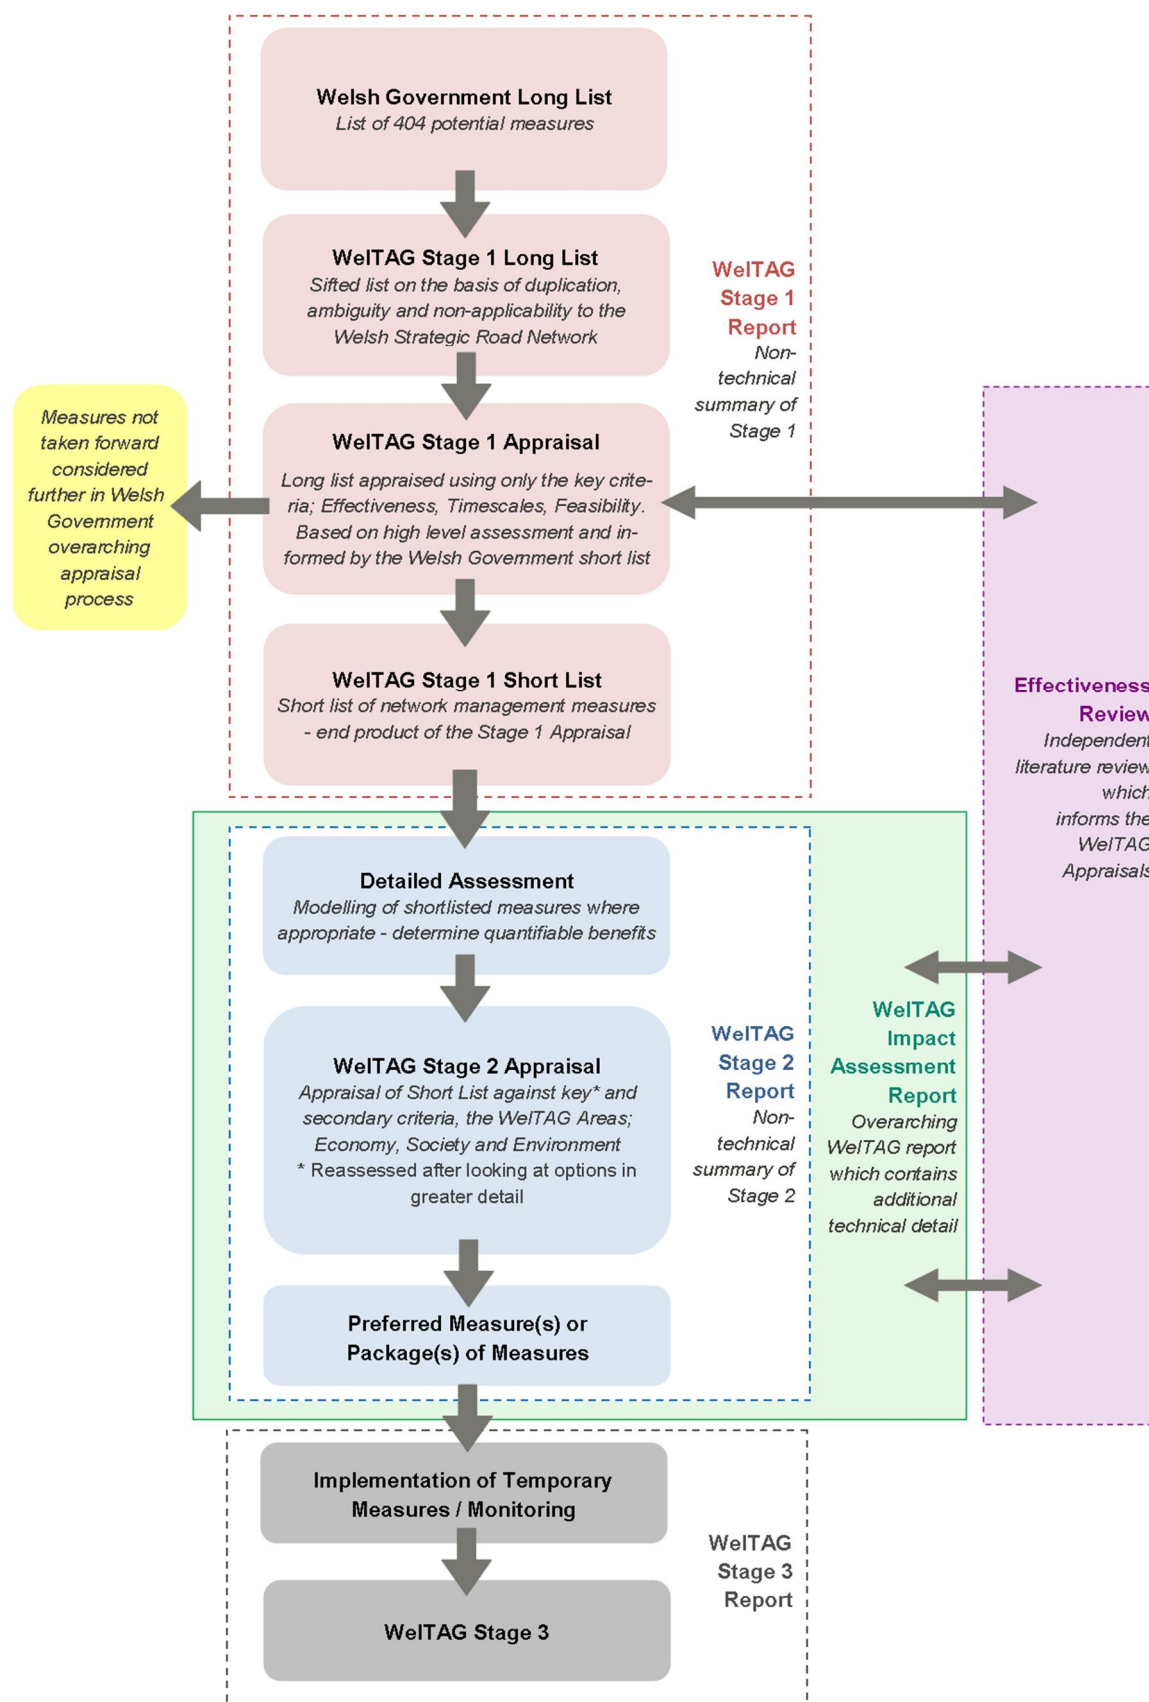 Welsh Government Long List
List of 404 potential measures
WelTAG Stage 1 Long List
Sifted list on the basis of duplication,
ambiguity and non-applicability to the
Welsh Strategic Road Network
WelTAG
Stage 1
Report
Non-
technical
summary of
Stage 1
Measures not
taken forward
considered
further in Welsh
Government
overarching
appraisal
process
WelTAG Stage 1 Appraisal
Long list appraised using only the key crite-
ria; Effectiveness, Timescales, Feasibility.
Based on high level assessment and in-
formed by the Welsh Government short list
WelTAG Stage 1 Short List
Short list of network management measures
- end product of the Stage 1 Appraisal
Effectiveness
Review
Independent
literature review
which
informs the
WelTAG
Appraisals
Detailed Assessment
Modelling of shortlisted measures where
appropriate - determine quantifiable benefits
WelTAG Stage 2 Appraisal
Appraisal of Short List against key* and
secondary criteria, the WelTAG Areas;
Economy, Society and Environment
* Reassessed after looking at options in
greater detail
WelTAG
Stage 2
Report
Non-
technical
summary of
Stage 2
WelTAG
Impact
Assessment
Report
Overarching
WelTAG report
which contains
additional
technical detail
Preferred Measure(s) or
Package(s) of Measures
Implementation of Temporary
Measures / Monitoring
WelTAG
Stage 3
Report
WelTAG Stage 3